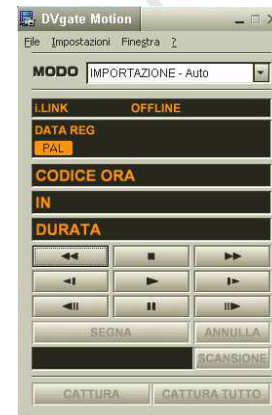 DVgate Motion
File Impostazioni Finestra ?
MODO IMPORTAZIONE - Auto
i.LINK OFFLINE
DATA REG
PAL
CODICE ORA
IN
DURATA
SEGNA ANNULLA
SCANSIONE
CATTURA CATTURA TUTTO